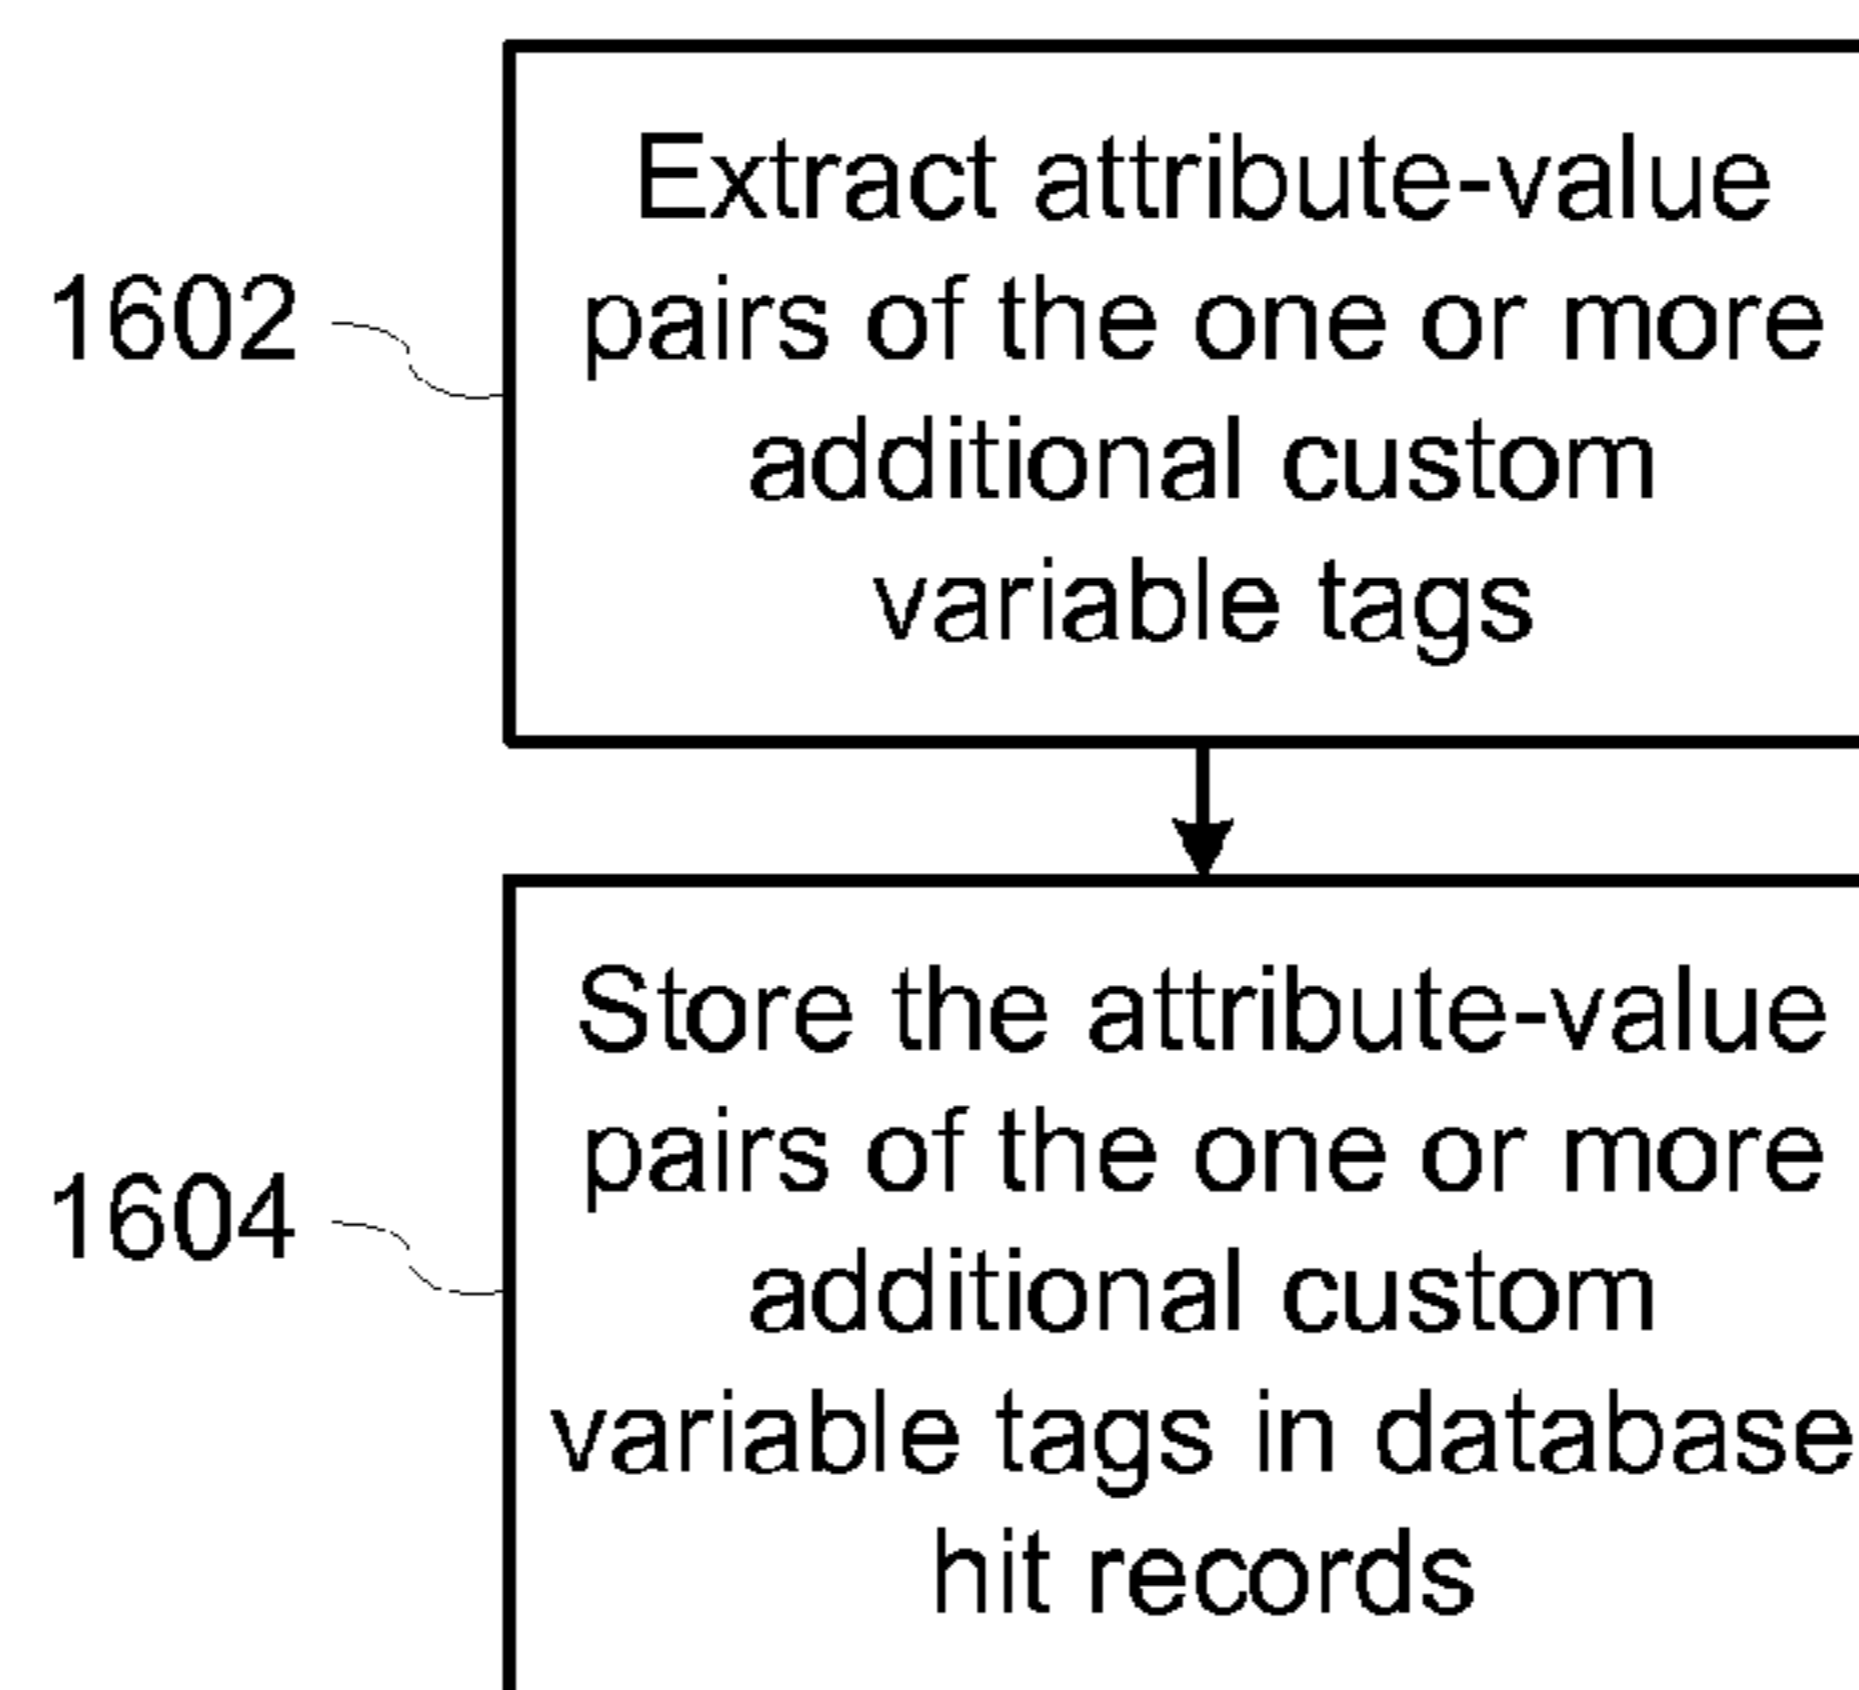 Extract attribute-value
1602
pairs of the one or more
additional custom
variable tags
Store the attribute-value
pairs of the one or more
1604
additional custom
variable tags in database
hit records